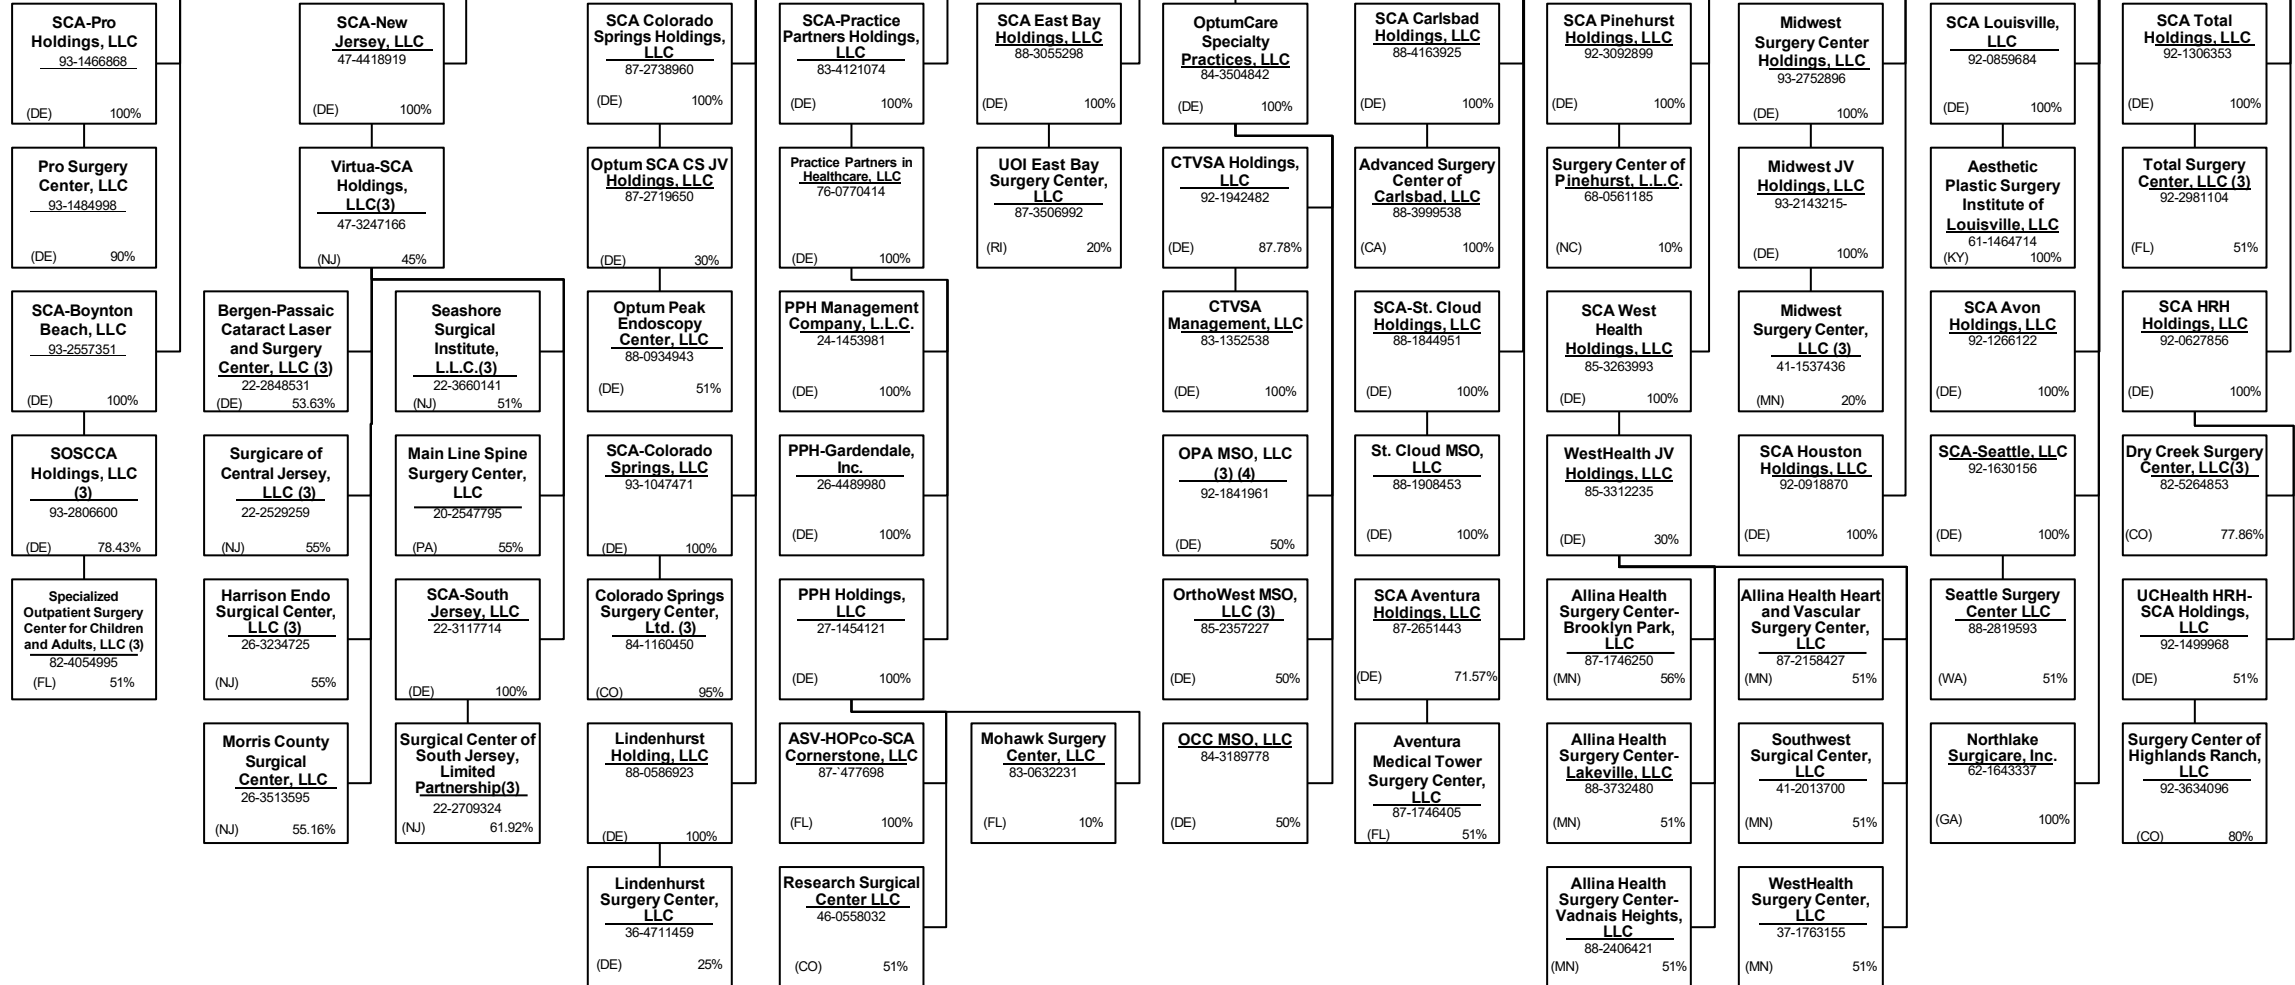 SCA-Pro
Holdings, LLC
93-1466868
(DE) 100%
SCA-New
Jersey, LLC
47-4418919
(DE) 100%
SCA Colorado
Springs Holdings,
LLC
87-2738960
(DE) 100%
SCA-Practice
Partners Holdings,
LLC
83-4121074
(DE) 100%
SCA East Bay
Holdings, LLC
88-3055298
(DE) 100%
OptumCare
Specialty
Practices, LLC
84-3504842
(DE) 100%
SCA Carlsbad
Holdings, LLC
88-4163925
(DE) 100%
SCA Pinehurst
Holdings, LLC
92-3092899
(DE) 100%
Midwest
Surgery Center
Holdings, LLC
93-2752896
(DE) 100%
SCA Louisville,
LLC
92-0859684
(DE) 100%
SCA Total
Holdings, LLC
92-1306353
(DE) 100%
Pro Surgery
Center, LLC
93-1484998
(DE) 90%
Virtua-SCA
Holdings,
LLC(3)
47-3247166
(NJ) 45%
Optum SCA CS JV
Holdings, LLC
87-2719650
(DE) 30%
Practice Partners in
Healthcare, LLC
76-0770414
(DE) 100%
UOI East Bay
Surgery Center,
LLC
87-3506992
(RI) 20%
CTVSA Holdings,
LLC
92-1942482
(DE) 87.78%
Advanced Surgery
Center of
Carlsbad, LLC
88-3999538
(CA) 100%
Surgery Center of
Pinehurst, L.L.C.
68-0561185
(NC) 10%
Midwest JV
Holdings, LLC
93-2143215-
(DE) 100%
Aesthetic
Plastic Surgery
Institute of
Louisville, LLC
61-1464714
(KY) 100%
Total Surgery
Center, LLC (3)
92-2981104
(FL) 51%
SCA-Boynton
Beach, LLC
93-2557351
(DE) 100%
Bergen-Passaic
Cataract Laser
and Surgery
Center, LLC (3)
22-2848531
(DE) 53.63%
Seashore
Surgical
Institute,
L.L.C.(3)
22-3660141
(NJ) 51%
Optum Peak
Endoscopy
Center, LLC
88-0934943
(DE) 51%
PPH Management
Company, L.L.C.
24-1453981
(DE) 100%
CTVSA
Management, LLC
83-1352538
(DE) 100%
SCA-St. Cloud
Holdings, LLC
88-1844951
(DE) 100%
SCA West
Health
Holdings, LLC
85-3263993
(DE) 100%
Midwest
Surgery Center,
LLC (3)
41-1537436
(MN) 20%
SCA Avon
Holdings, LLC
92-1266122
(DE) 100%
SCA HRH
Holdings, LLC
92-0627856
(DE) 100%
SOSCCA
Holdings, LLC
(3)
93-2806600
(DE) 78.43%
Surgicare of
Central Jersey,
LLC (3)
22-2529259
(NJ) 55%
Main Line Spine
Surgery Center,
LLC
20-2547795
(PA) 55%
SCA-Colorado
Springs, LLC
93-1047471
(DE) 100%
PPH-Gardendale,
Inc.
26-4489980
(DE) 100%
OPA MSO, LLC
(3) (4)
92-1841961
(DE) 50%
St. Cloud MSO,
LLC
88-1908453
(DE) 100%
WestHealth JV
Holdings, LLC
85-3312235
(DE) 30%
SCA Houston
Holdings, LLC
92-0918870
(DE) 100%
SCA-Seattle, LLC
92-1630156
(DE) 100%
Dry Creek Surgery
Center, LLC(3)
82-5264853
(CO) 77.86%
Specialized
Outpatient Surgery
Center for Children
and Adults, LLC (3)
82-4054995
(FL) 51%
Harrison Endo
Surgical Center,
LLC (3)
26-3234725
(NJ) 55%
SCA-South
Jersey, LLC
22-3117714
(DE) 100%
Colorado Springs
Surgery Center,
Ltd. (3)
84-1160450
(CO) 95%
PPH Holdings,
LLC
27-1454121
(DE) 100%
OrthoWest MSO,
LLC (3)
85-2357227
(DE) 50%
SCA Aventura
Holdings, LLC
87-2651443
(DE) 71.57%
Allina Health
Surgery Center-
Brooklyn Park,
LLC
87-1746250
(MN) 56%
Allina Health Heart
and Vascular
Surgery Center,
LLC
87-2158427
(MN) 51%
Seattle Surgery
Center LLC
88-2819593
(WA) 51%
UCHealth HRH-
SCA Holdings,
LLC
92-1499968
(DE) 51%
Morris County
Surgical
Center, LLC
26-3513595
(NJ) 55.16%
Surgical Center of
South Jersey,
Limited
Partnership(3)
22-2709324
(NJ) 61.92%
Lindenhurst
Holding, LLC
88-0586923
(DE) 100%
ASV-HOPco-SCA
Cornerstone, LLC
87-`477698
(FL) 100%
Mohawk Surgery
Center, LLC
83-0632231
(FL) 10%
OCC MSO, LLC
84-3189778
(DE) 50%
Aventura
Medical Tower
Surgery Center,
LLC
87-1746405
(FL) 51%
Allina Health
Surgery Center-
Lakeville, LLC
88-3732480
(MN) 51%
Southwest
Surgical Center,
LLC
41-2013700
(MN) 51%
Northlake
Surgicare, Inc.
62-1643337
(GA) 100%
Surgery Center of
Highlands Ranch,
LLC
92-3634096
(CO) 80%
Lindenhurst
Surgery Center,
LLC
36-4711459
(DE) 25%
Research Surgical
Center LLC
46-0558032
(CO) 51%
Allina Health
Surgery Center-
Vadnais Heights,
LLC
88-2406421
(MN) 51%
WestHealth
Surgery Center,
LLC
37-1763155
(MN) 51%